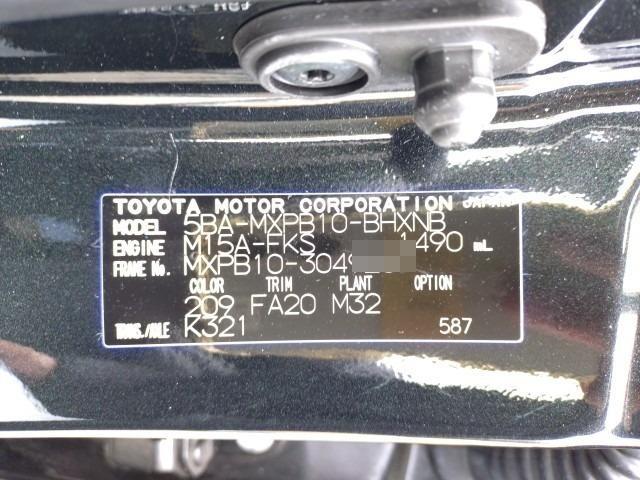 TOYOTA MOTOR CORPORATION JAPAN
MODEL 5BA-MXPB10-BHXNB
ENGINE M15A-FKS 1490 mL
FRAME No. MXPB10-304
COLOR TRIM PLANT OPTION
209 FA20 M32
TRANS./AXLE K321 587